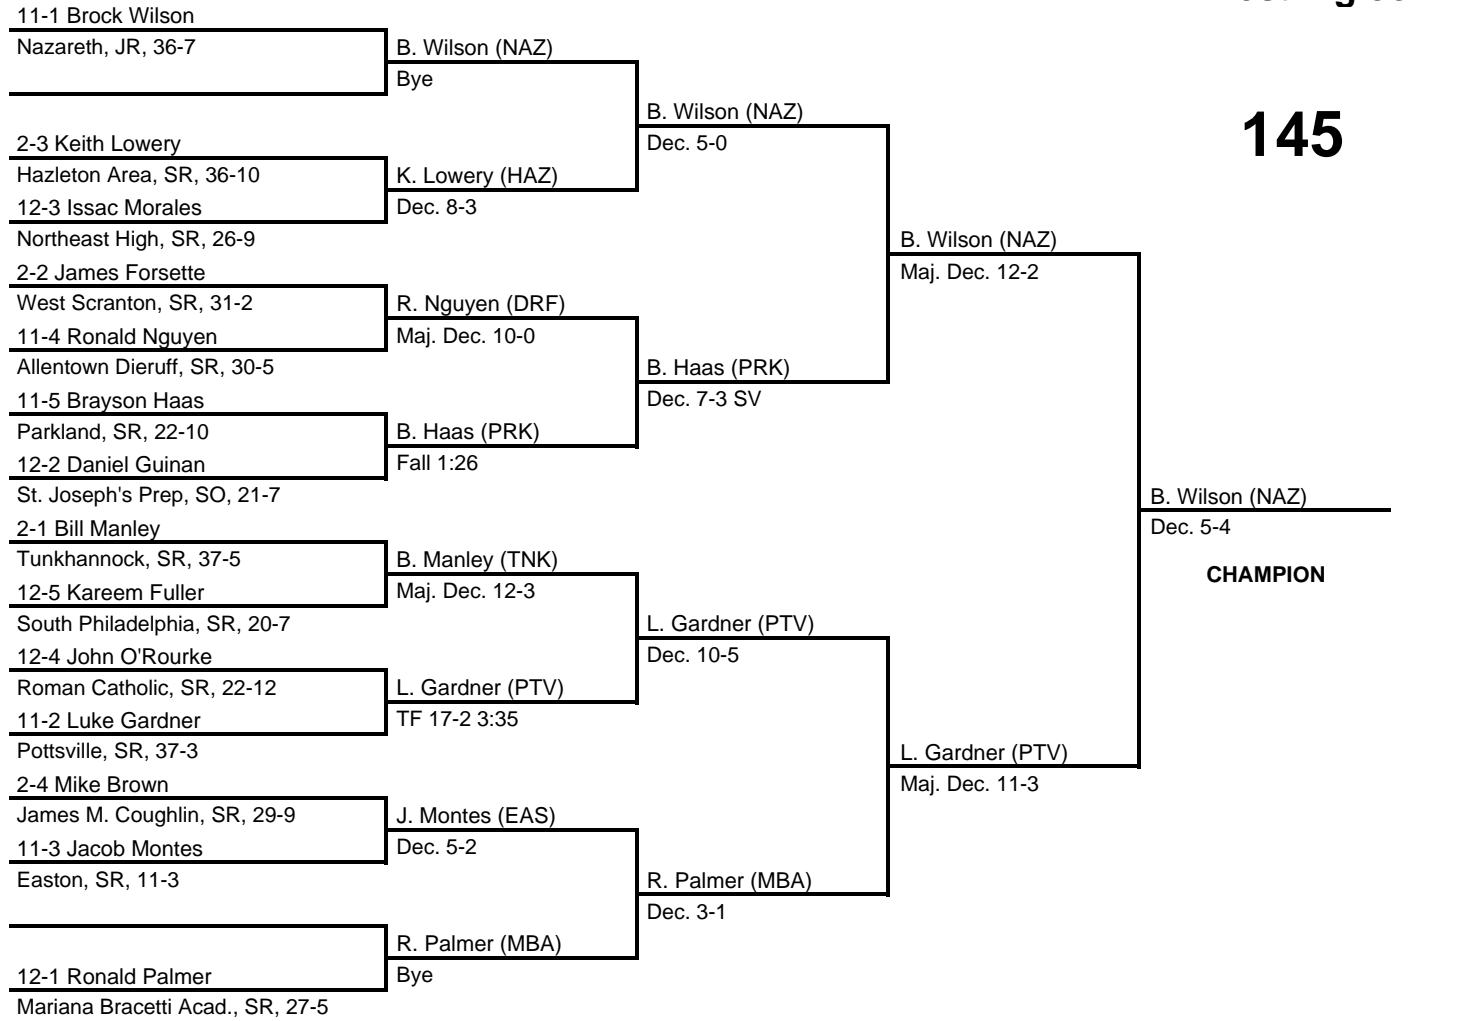 11-1 Brock Wilson
Nazareth, JR, 36-7
B. Wilson (NAZ)
Bye
B. Wilson (NAZ)
Dec. 5-0
145
2-3 Keith Lowery
Hazleton Area, SR, 36-10
K. Lowery (HAZ)
12-3 Issac Morales
Dec. 8-3
Northeast High, SR, 26-9
B. Wilson (NAZ)
Maj. Dec. 12-2
2-2 James Forsette
West Scranton, SR, 31-2
R. Nguyen (DRF)
11-4 Ronald Nguyen
Maj. Dec. 10-0
Allentown Dieruff, SR, 30-5
B. Haas (PRK)
Dec. 7-3 SV
11-5 Brayson Haas
Parkland, SR, 22-10
B. Haas (PRK)
12-2 Daniel Guinan
Fall 1:26
St. Joseph's Prep, SO, 21-7
B. Wilson (NAZ)
Dec. 5-4
CHAMPION
2-1 Bill Manley
Tunkhannock, SR, 37-5
B. Manley (TNK)
12-5 Kareem Fuller
Maj. Dec. 12-3
South Philadelphia, SR, 20-7
L. Gardner (PTV)
Dec. 10-5
12-4 John O'Rourke
Roman Catholic, SR, 22-12
L. Gardner (PTV)
11-2 Luke Gardner
TF 17-2 3:35
Pottsville, SR, 37-3
L. Gardner (PTV)
Maj. Dec. 11-3
2-4 Mike Brown
James M. Coughlin, SR, 29-9
J. Montes (EAS)
11-3 Jacob Montes
Dec. 5-2
Easton, SR, 11-3
R. Palmer (MBA)
Dec. 3-1
R. Palmer (MBA)
12-1 Ronald Palmer
Bye
Mariana Bracetti Acad., SR, 27-5